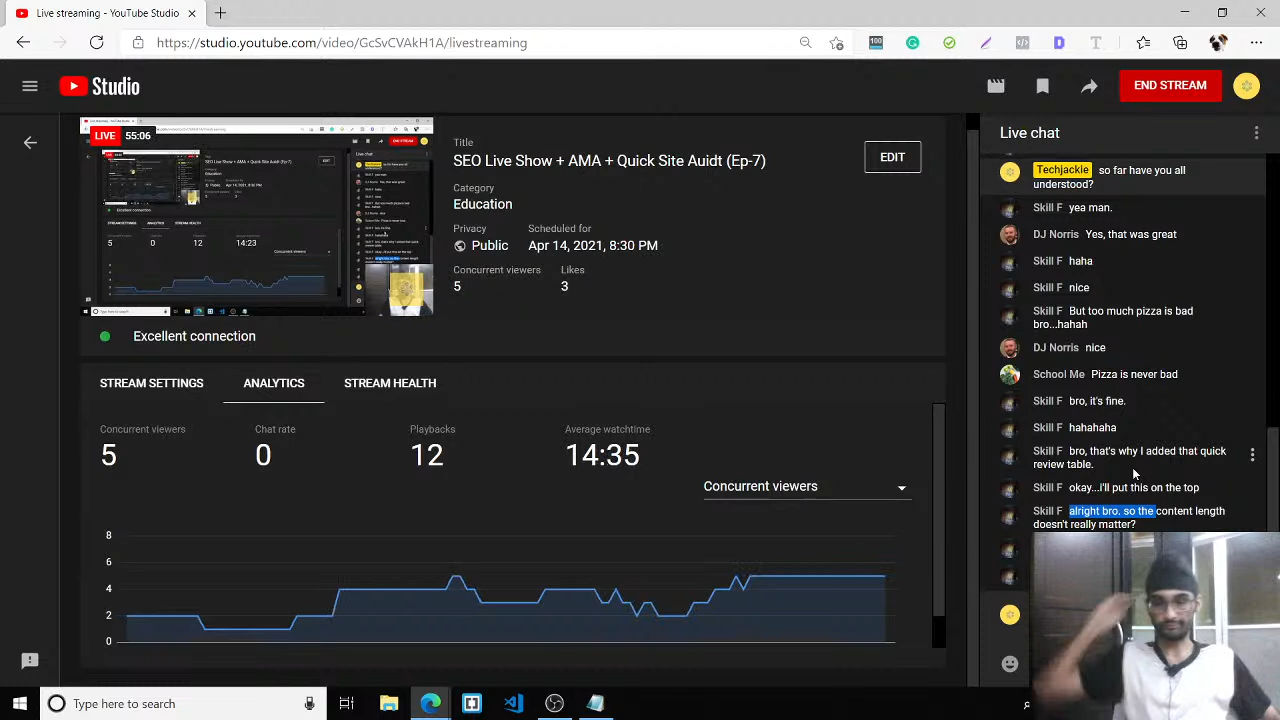 Live streaming - YouTube Studio
https://studio.youtube.com/video/GcSvCVAkH1A/livestreaming
100
Studio
END STREAM
LIVE 55:06
Title
SEO Live Show + AMA + Quick Site Auidt (Ep-7)
EDIT
Category
Education
Privacy
Public
Scheduled for
Apr 14, 2021, 8:30 PM
Concurrent viewers
5
Likes
3
Excellent connection
STREAM SETTINGS
ANALYTICS
STREAM HEALTH
Concurrent viewers
5
Chat rate
0
Playbacks
12
Average watchtime
14:35
Concurrent viewers
8
6
4
2
0
Live chat
Techjackie so far have you all
understoor
Skill F yea man.
DJ Norris Yes, that was great
Skill F haha
Skill F nice
Skill F But too much pizza is bad
bro...hahah
DJ Norris nice
School Me Pizza is never bad
Skill F bro, it's fine.
Skill F hahahaha
Skill F bro, that's why I added that quick
review table.
Skill F okay...i'll put this on the top
Skill F alright bro. so the content length
doesn't really matter?
Type here to search